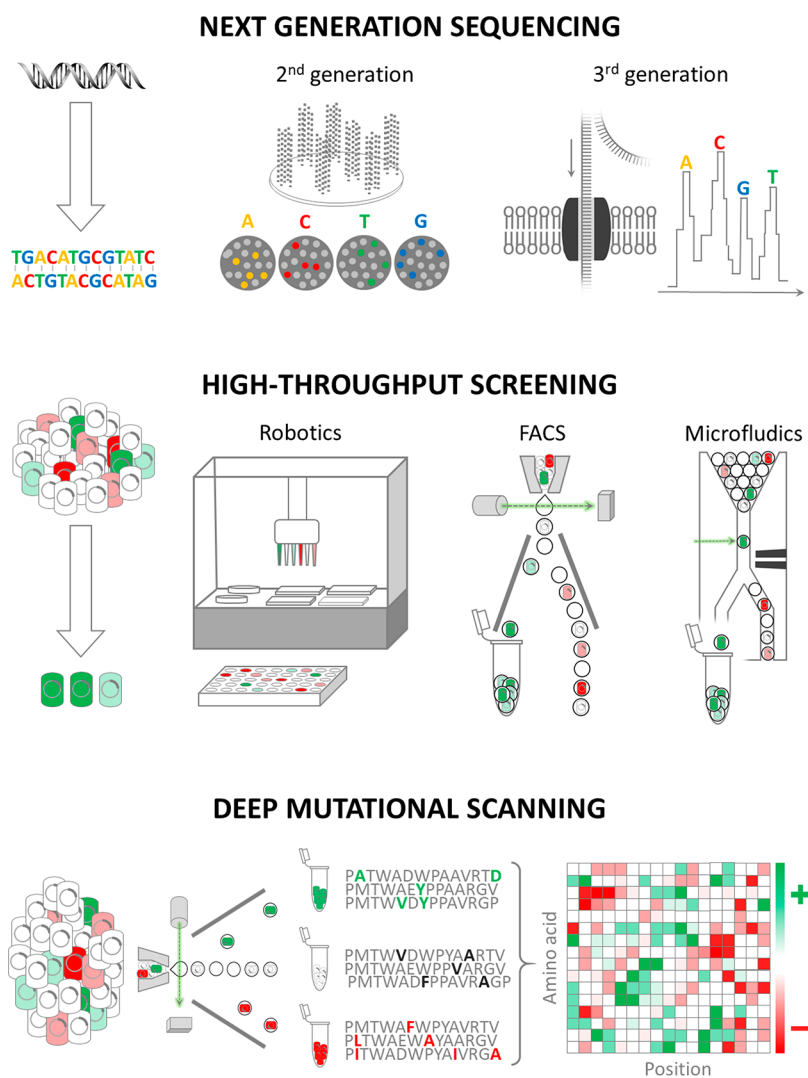 NEXT GENERATION SEQUENCING
2nd generation
3rd generation
A C T G
A C G T
TGACATGCGTATC
ACTGTACGCATAG
HIGH-THROUGHPUT SCREENING
Robotics
FACS
Microfludics
DEEP MUTATIONAL SCANNING
PATWADWPAAVRTD
PMTWAEYPPAARGV
PMTWVDYPPAVRGP
PMTWVDWPYAARTV
PMTWAEWPPVARGV
PMTWADFPPAVRAGP
PMTWAFWPYAVRTV
PLTWAEWAYAARGV
PITWADWPYAIVRGA
Amino acid
Position
+
−